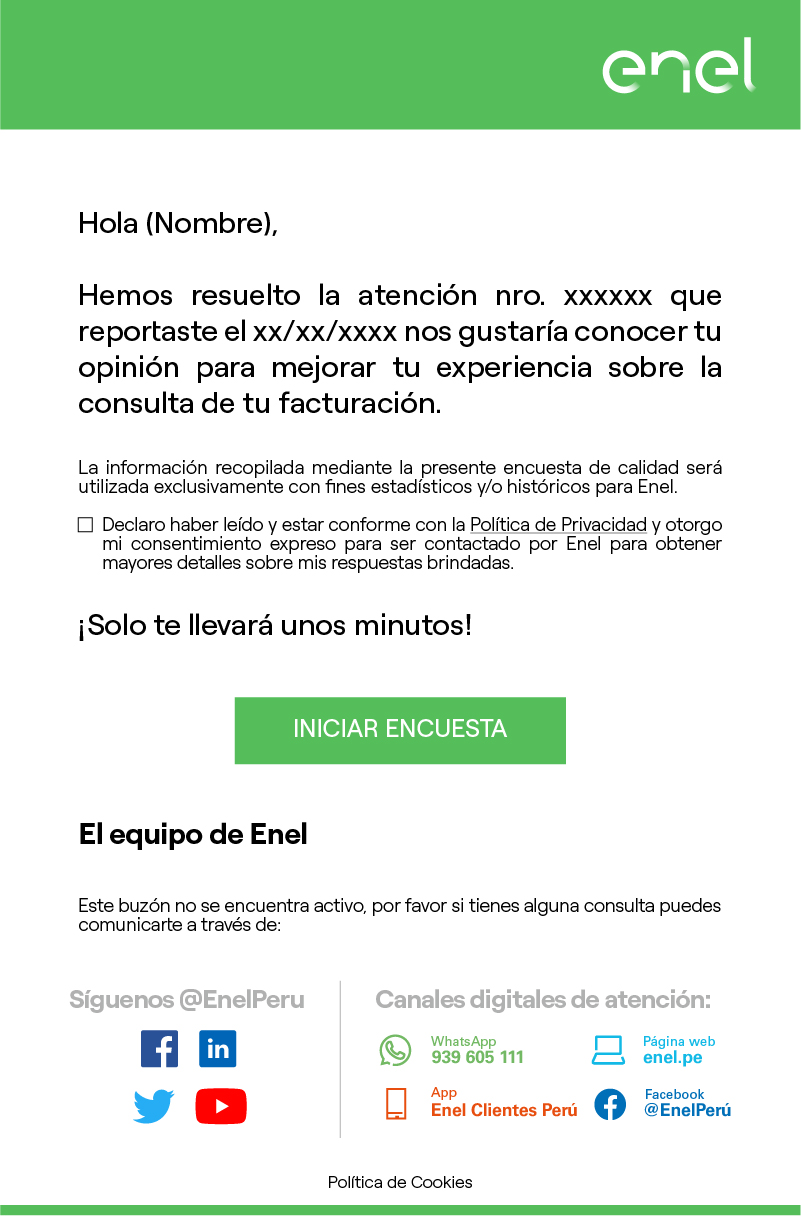 enel
Hola (Nombre),
Hemos resuelto la atención nro. xxxxxx que
reportaste el xx/xx/xxxx nos gustaría conocer tu
opinión para mejorar tu experiencia sobre la
consulta de tu facturación.
La información recopilada mediante la presente encuesta de calidad será
utilizada exclusivamente con fines estadísticos y/o históricos para Enel.
Declaro haber leído y estar conforme con la Política de Privacidad y otorgo
mi consentimiento expreso para ser contactado por Enel para obtener
mayores detalles sobre mis respuestas brindadas.
¡Solo te llevará unos minutos!
INICIAR ENCUESTA
El equipo de Enel
Este buzón no se encuentra activo, por favor si tienes alguna consulta puedes
comunicarte a través de:
Síguenos @EnelPeru
Canales digitales de atención:
WhatsApp
939 605 111
Página web
enel.pe
App
Enel Clientes Perú
Facebook
@EnelPerú
Política de Cookies